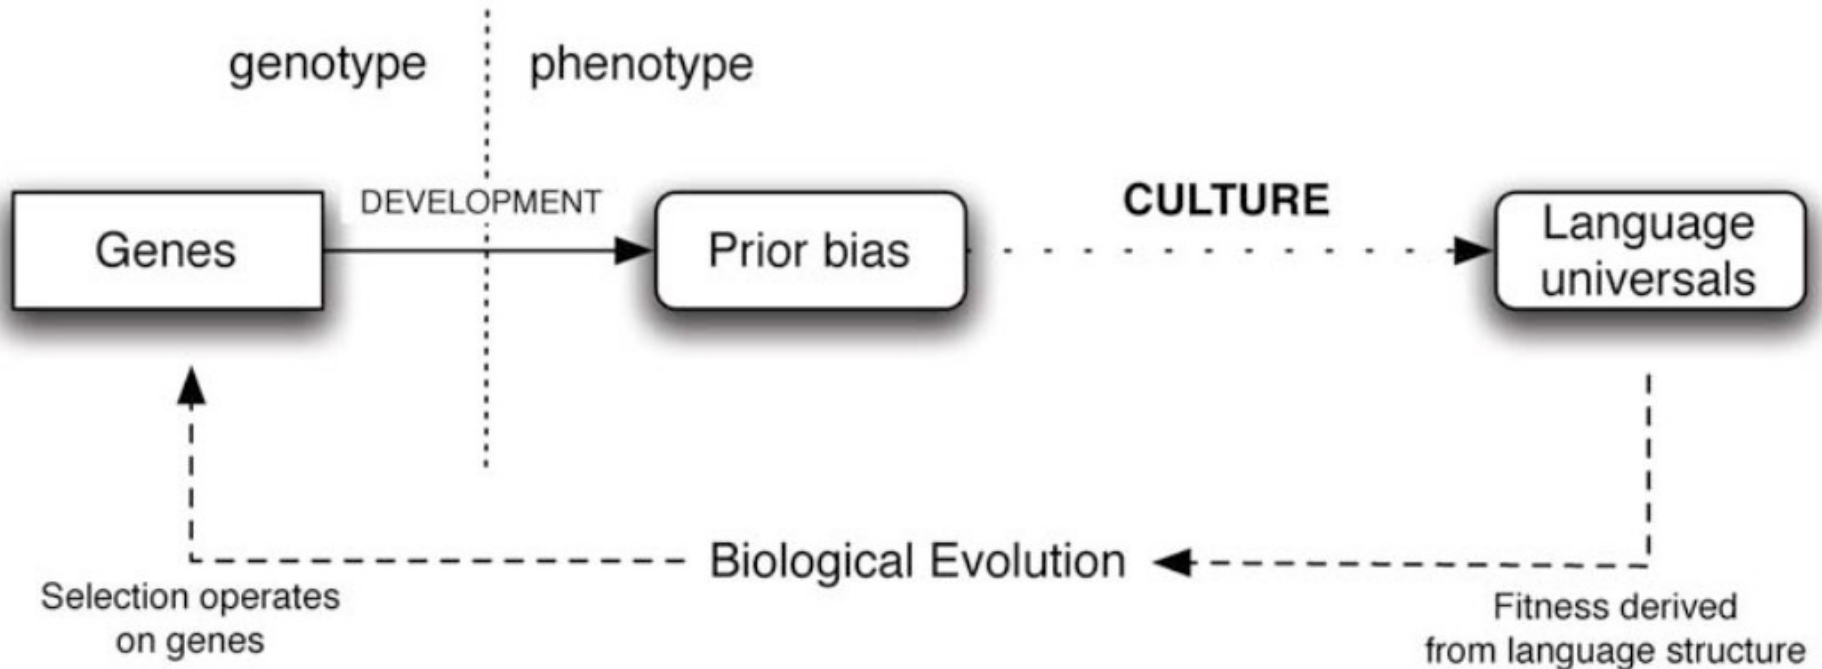 genotype
phenotype
DEVELOPMENT
CULTURE
Genes
Prior bias
Language
universals
Biological Evolution
Selection operates
on genes
Fitness derived
from language structure